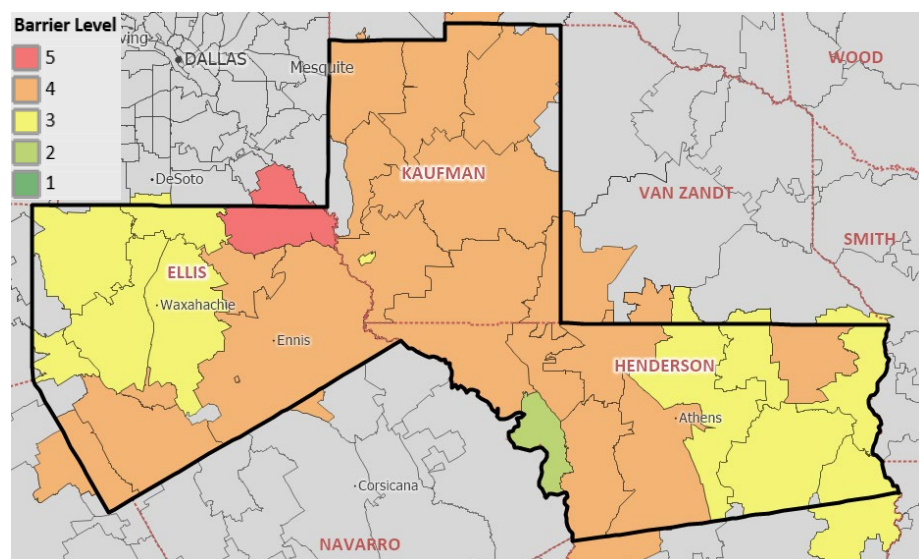 Barrier Level
5
4
3
2
1
DALLAS
Mesquite
DeSoto
WOOD
KAUFMAN
VAN ZANDT
SMITH
ELLIS
Waxahachie
Ennis
HENDERSON
Athens
Corsicana
NAVARRO